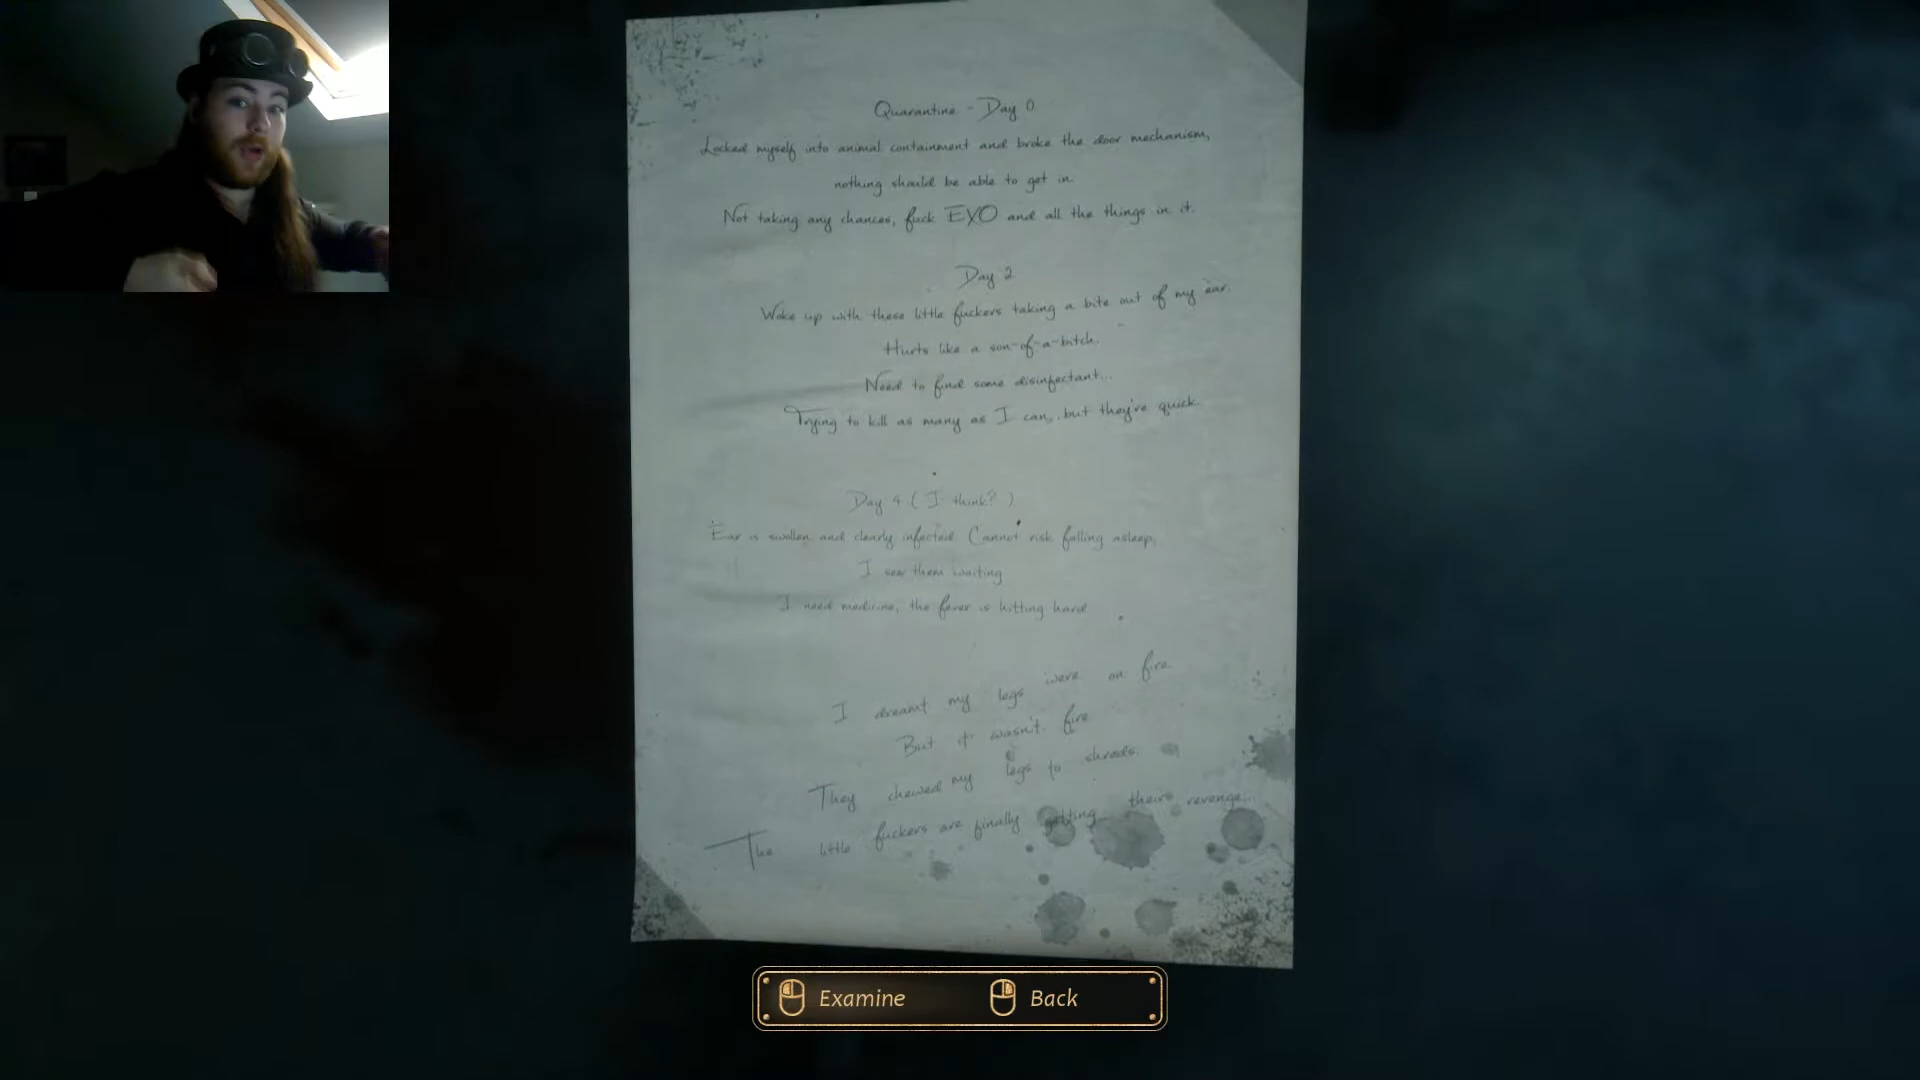 Quarantine - Day 0
Locked myself into animal containment and broke the door mechanism,
nothing should be able to get in.
Not taking any chances, fuck EXO and all the things in it.
Day 2
Woke up with these little fuckers taking a bite out of my ear.
Hurts like a son-of-a-bitch.
Need to find some disinfectant...
Trying to kill as many as I can, but they're quick
Day 4 ( I think? )
Ear is swollen and clearly infected. Cannot risk falling asleep,
I see them waiting
I need medicine, the fever is hitting hard
I dreamt my legs were on fire
But it wasn't fire
They chewed my legs to shreds.
The little fuckers are finally getting theirs revenge...
Examine
Back